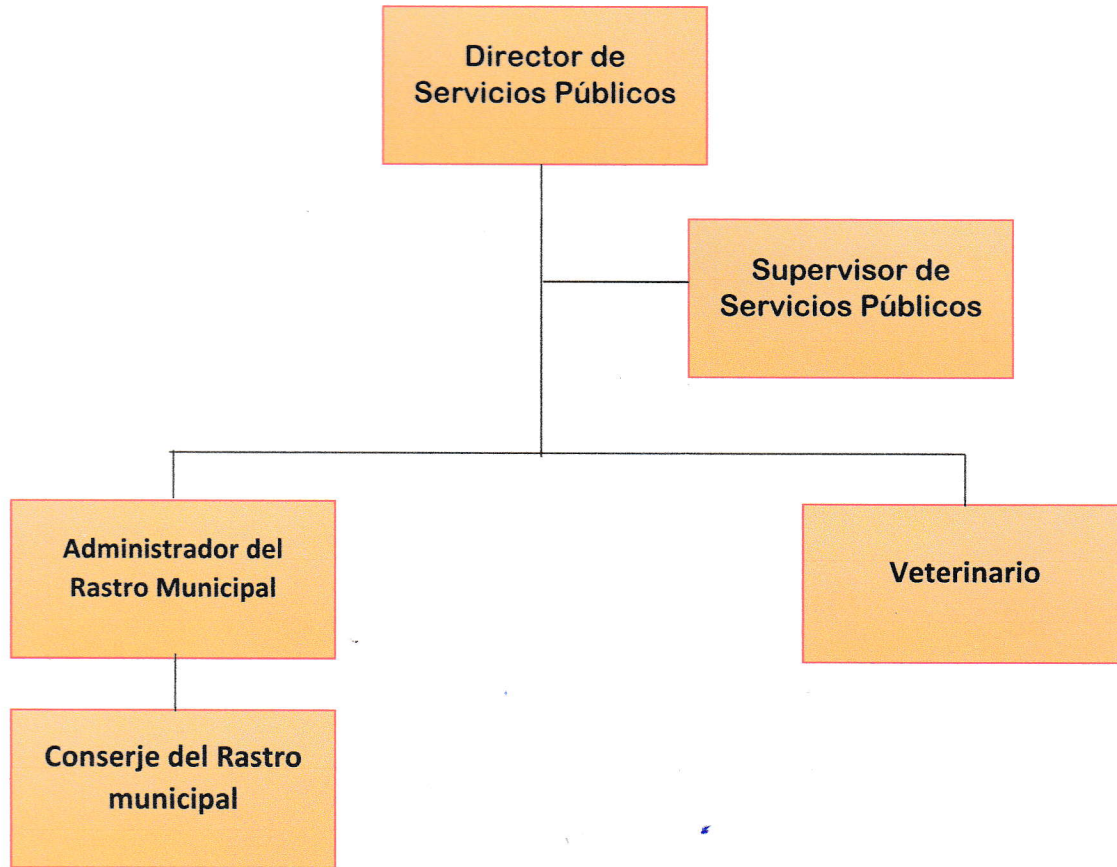 Director de
Servicios Públicos
Supervisor de
Servicios Públicos
Administrador del
Rastro Municipal
Veterinario
Conserje del Rastro
municipal